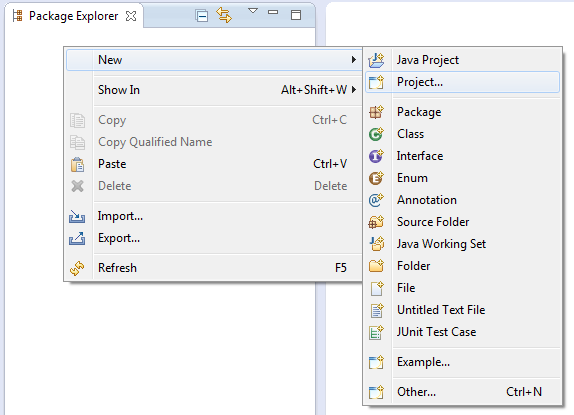 Package Explorer
New
Show In Alt+Shift+W
Copy Ctrl+C
Copy Qualified Name
Paste Ctrl+V
Delete Delete
Import...
Export...
Refresh F5
Java Project
Project...
Package
Class
Interface
Enum
Annotation
Source Folder
Java Working Set
Folder
File
Untitled Text File
JUnit Test Case
Example...
Other... Ctrl+N